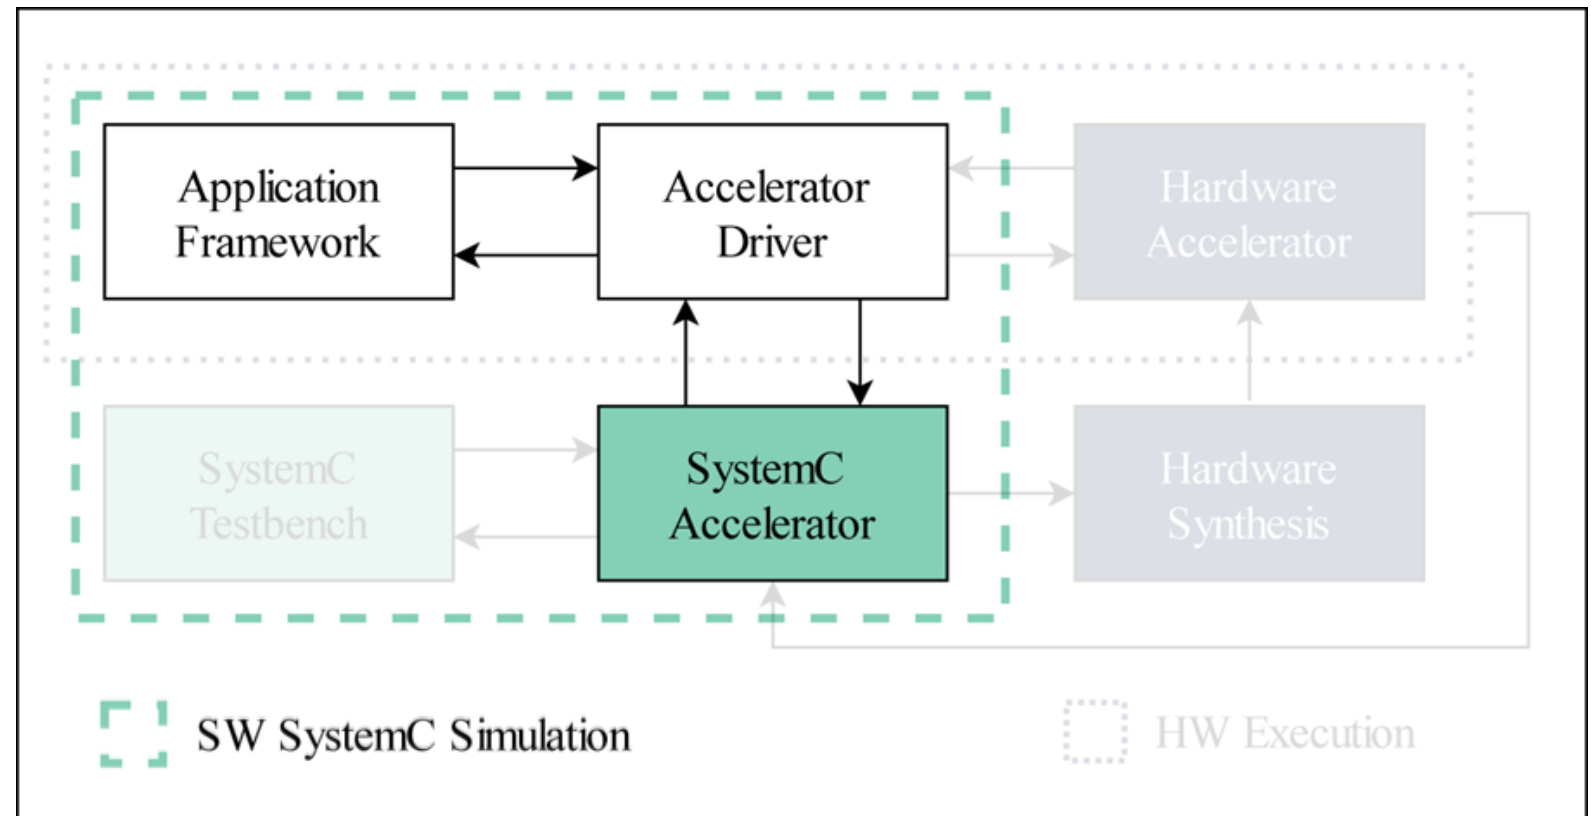 Application
Framework
Accelerator
Driver
Hardware
Accelerator
SystemC
Testbench
SystemC
Accelerator
Hardware
Synthesis
SW SystemC Simulation
HW Execution